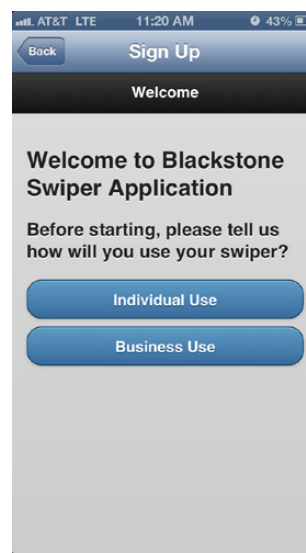 AT&T LTE 11:20 AM 43%
Back Sign Up
Welcome
Welcome to Blackstone
Swiper Application
Before starting, please tell us
how will you use your swiper?
Individual Use
Business Use